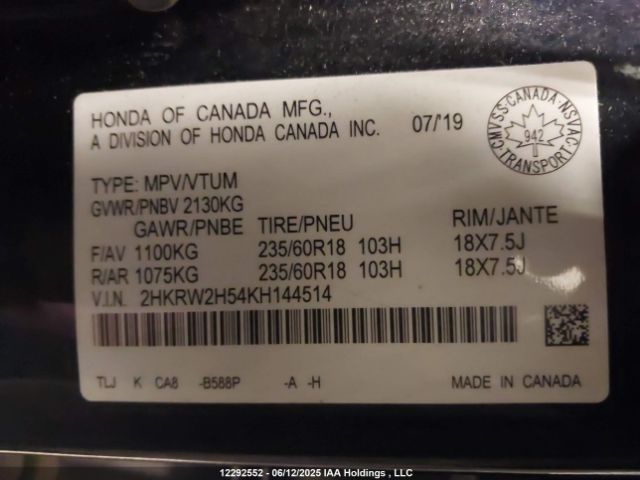 HONDA OF CANADA MFG.,
A DIVISION OF HONDA CANADA INC. 07/'19
CMVSS-CANADA-NSVAC
942
TRANSPORT
TYPE: MPV/VTUM
GVWR/PNBV 2130KG
GAWR/PNBE TIRE/PNEU RIM/JANTE
F/AV 1100KG 235/60R18 103H 18X7.5J
R/AR 1075KG 235/60R18 103H 18X7.5J
V.I.N. 2HKRW2H54KH144514
TLJ K CA8 -B588P -A -H MADE IN CANADA
12292552 - 06/12/2025 IAA Holdings , LLC